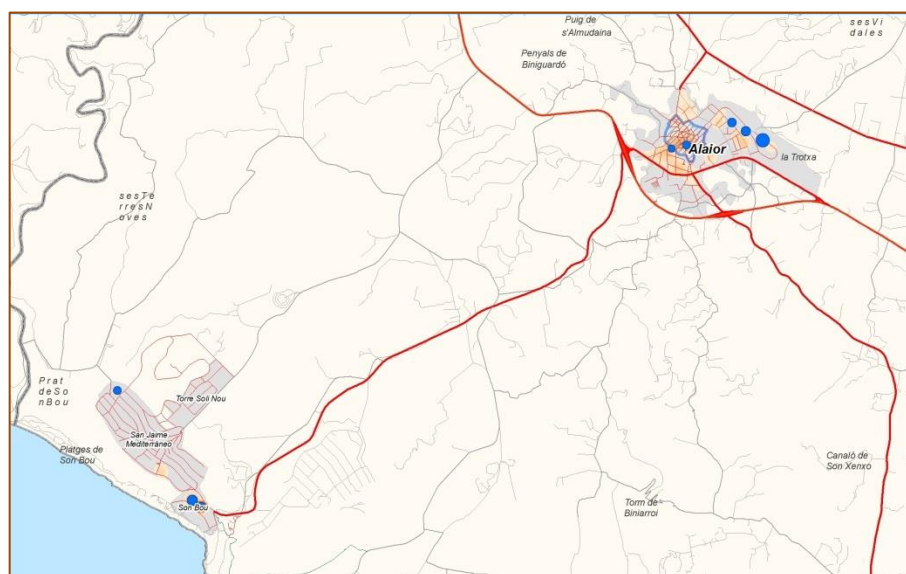 Puig de
s'Almudaina
ses Vi
dales
Penyals de
Biniguardó
Alaior
la Trotxa
ses Te
rres N
oves
Prat
de So
n Bou
Torre Soli Nou
San Jaime
Mediterráneo
Platges de
Son Bou
Canaló de
Son Xenxo
Son Bou
Torm de
Biniarroi